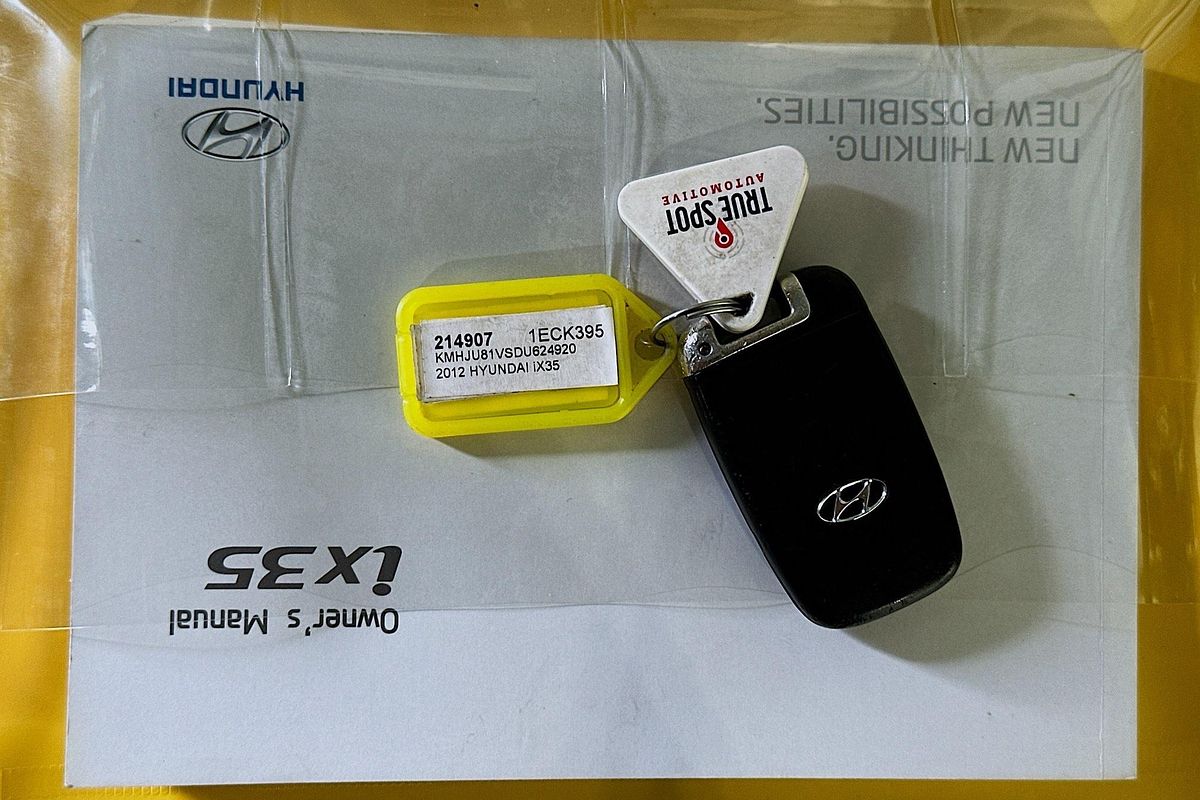 HYUNDAI
NEW THINKING.
NEW POSSIBILITIES.
TRUE SPOT
AUTOMOTIVE
214907 1ECK395
KMHJU81VSDU624920
2012 HYUNDAI iX35
ix35
Owner's Manual